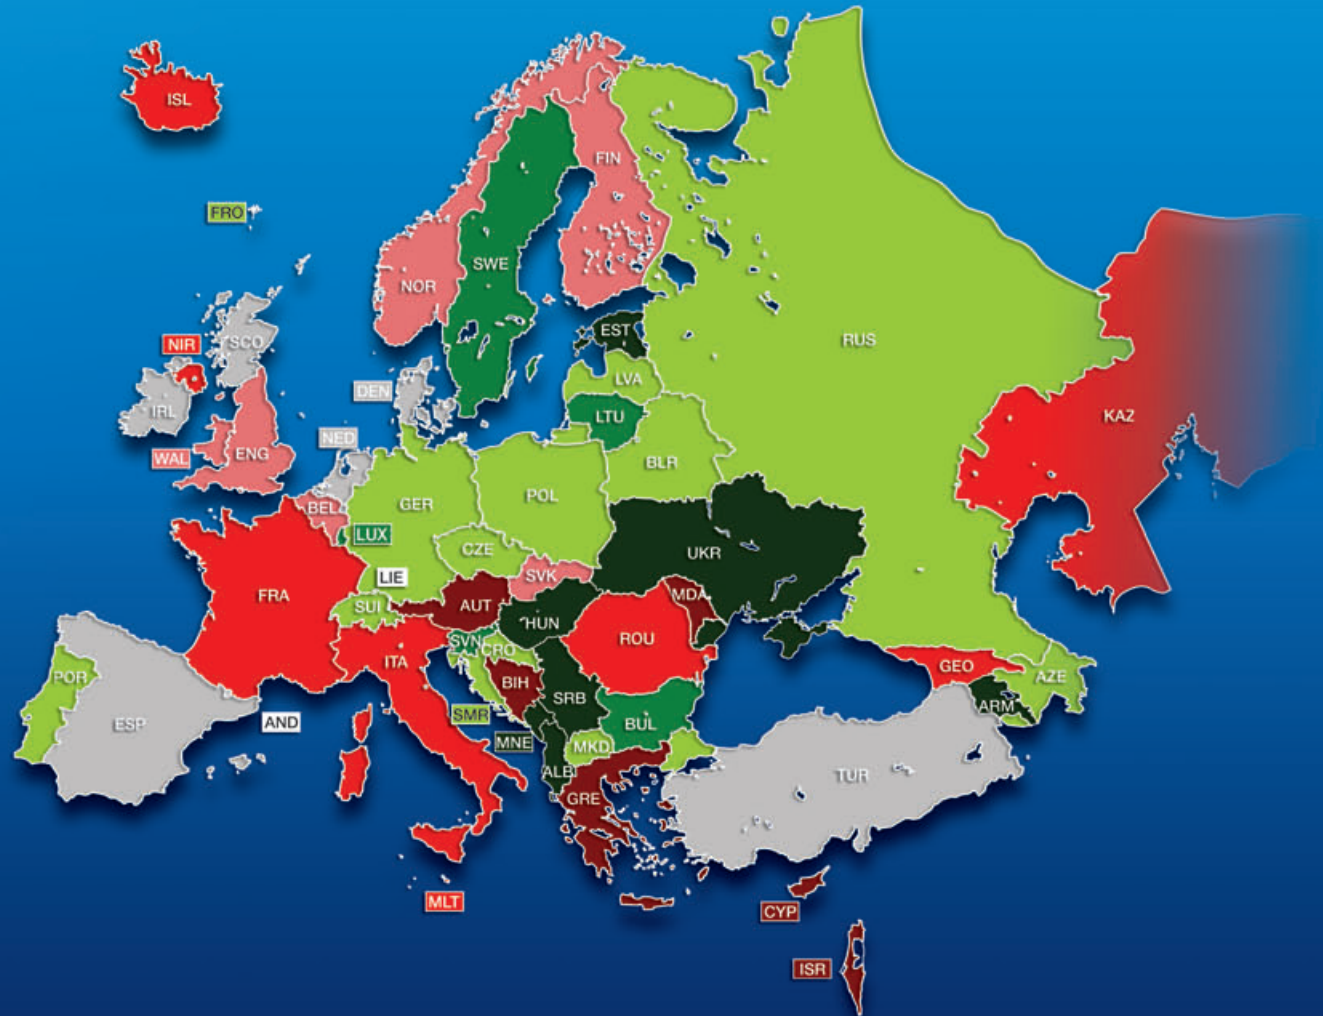 ISL
FIN
FRO
SWE
NOR
EST
RUS
SCO
NIR
LVA
DEN
IRL
LTU
KAZ
NED
WAL
ENG
BLR
POL
GER
BEL
LUX
CZE
UKR
LIE
SVK
FRA
MDA
SUI
AUT
HUN
ROU
SVN
CRO
ITA
GEO
POR
BIH
AZE
SRB
ARM
SMR
AND
ESP
BUL
MNE
MKD
ALB
TUR
GRE
MLT
CYP
ISR